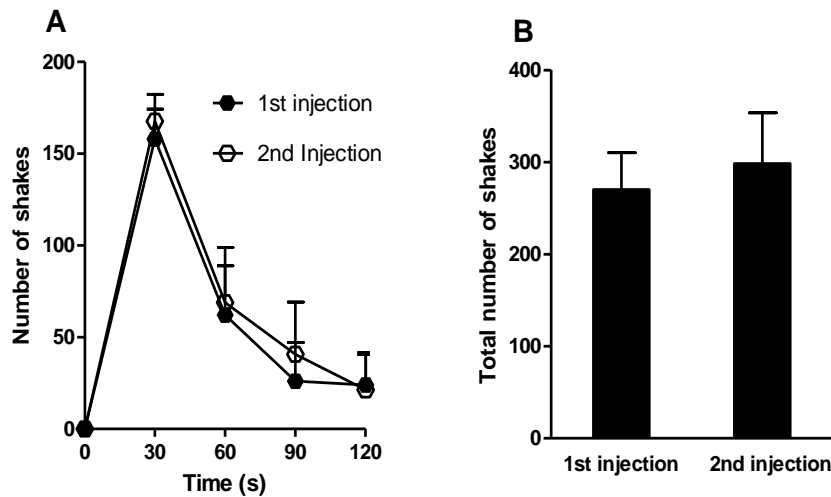 A
Number of shakes
200
150
100
50
0
1st injection
2nd Injection
0 30 60 90 120
Time (s)
B
Total number of shakes
400
300
200
100
0
1st injection 2nd injection